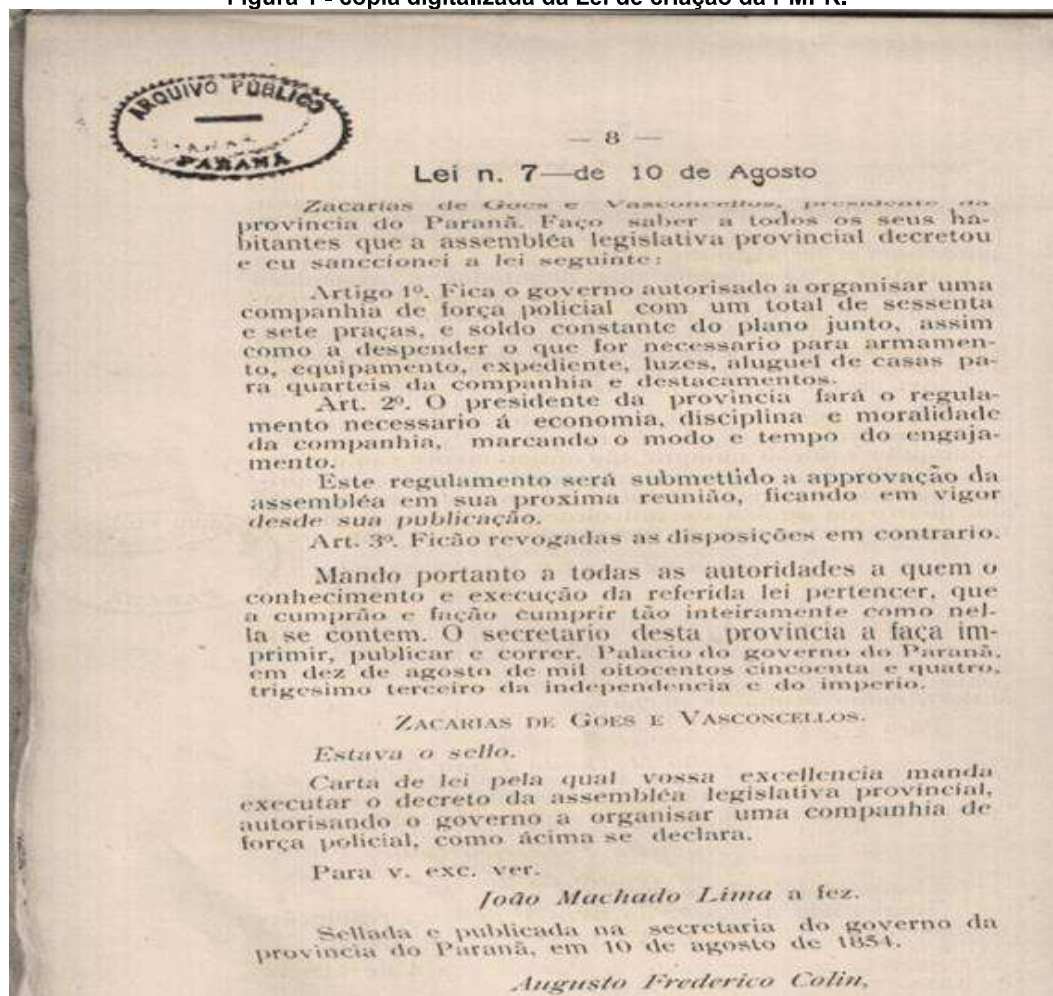 Figura 1 - cópia digitalizada da Lei de criação da PMPR.
ARQUIVO PÚBLICO
PARANÁ
— 8 —
Lei n. 7—de 10 de Agosto
Zacarias de Goes e Vasconcellos, presidente da
provincia do Paranã. Faço saber a todos os seus ha-
bitantes que a assembléa legislativa provincial decretou
e eu sanccionei a lei seguinte:
Artigo 1º. Fica o governo autorisado a organisar uma
companhia de força policial com um total de sessenta
e sete praças, e soldo constante do plano junto, assim
como a despender o que for necessario para armamen-
to, equipamento, expediente, luzes, aluguel de casas pa-
ra quarteis da companhia e destacamentos.
Art. 2º. O presidente da provincia fará o regula-
mento necessario á economia, disciplina e moralidade
da companhia, marcando o modo e tempo do engaja-
mento.
Este regulamento será submettido a approvação da
assembléa em sua proxima reunião, ficando em vigor
desde sua publicação.
Art. 3º. Ficão revogadas as disposições em contrario.
Mando portanto a todas as autoridades a quem o
conhecimento e execução da referida lei pertencer, que
a cumprão e fação cumprir tão inteiramente como nel-
la se contem. O secretario desta provincia a faça im-
primir, publicar e correr. Palacio do governo do Paranã,
em dez de agosto de mil oitocentos cincoenta e quatro,
trigesimo terceiro da independencia e do imperio.
ZACARIAS DE GOES E VASCONCELLOS.
Estava o sello.
Carta de lei pela qual vossa excellencia manda
executar o decreto da assembléa legislativa provincial,
autorisando o governo a organisar uma companhia de
força policial, como ácima se declara.
Para v. exc. ver.
João Machado Lima a fez.
Sellada e publicada na secretaria do governo da
provincia do Paranã, em 10 de agosto de 1854.
Augusto Frederico Colin,